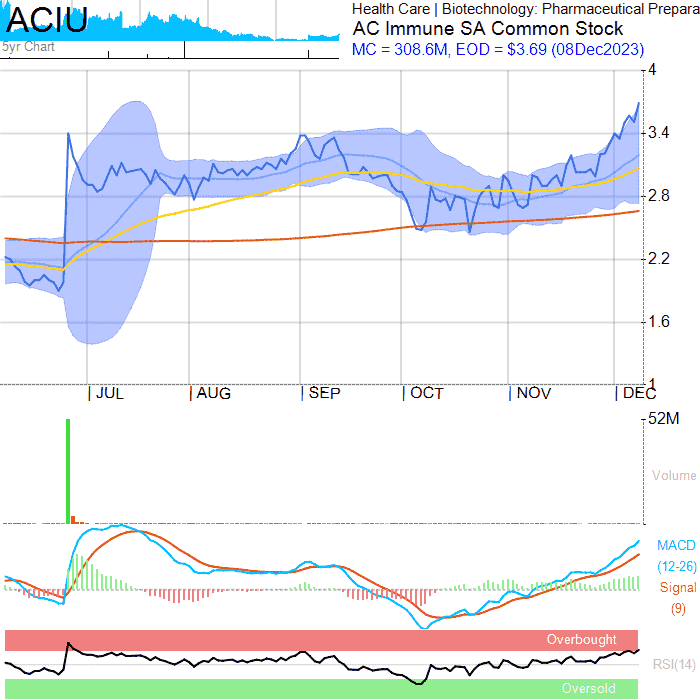 ACIU
5yr Chart
Health Care | Biotechnology: Pharmaceutical Prepara
AC Immune SA Common Stock
MC = 308.6M, EOD = $3.69 (08Dec2023)
4
3.4
2.8
2.2
1.6
1
JUL AUG SEP OCT NOV DEC
52M
Volume
MACD
(12-26)
Signal
(9)
Overbought
RSI(14)
Oversold